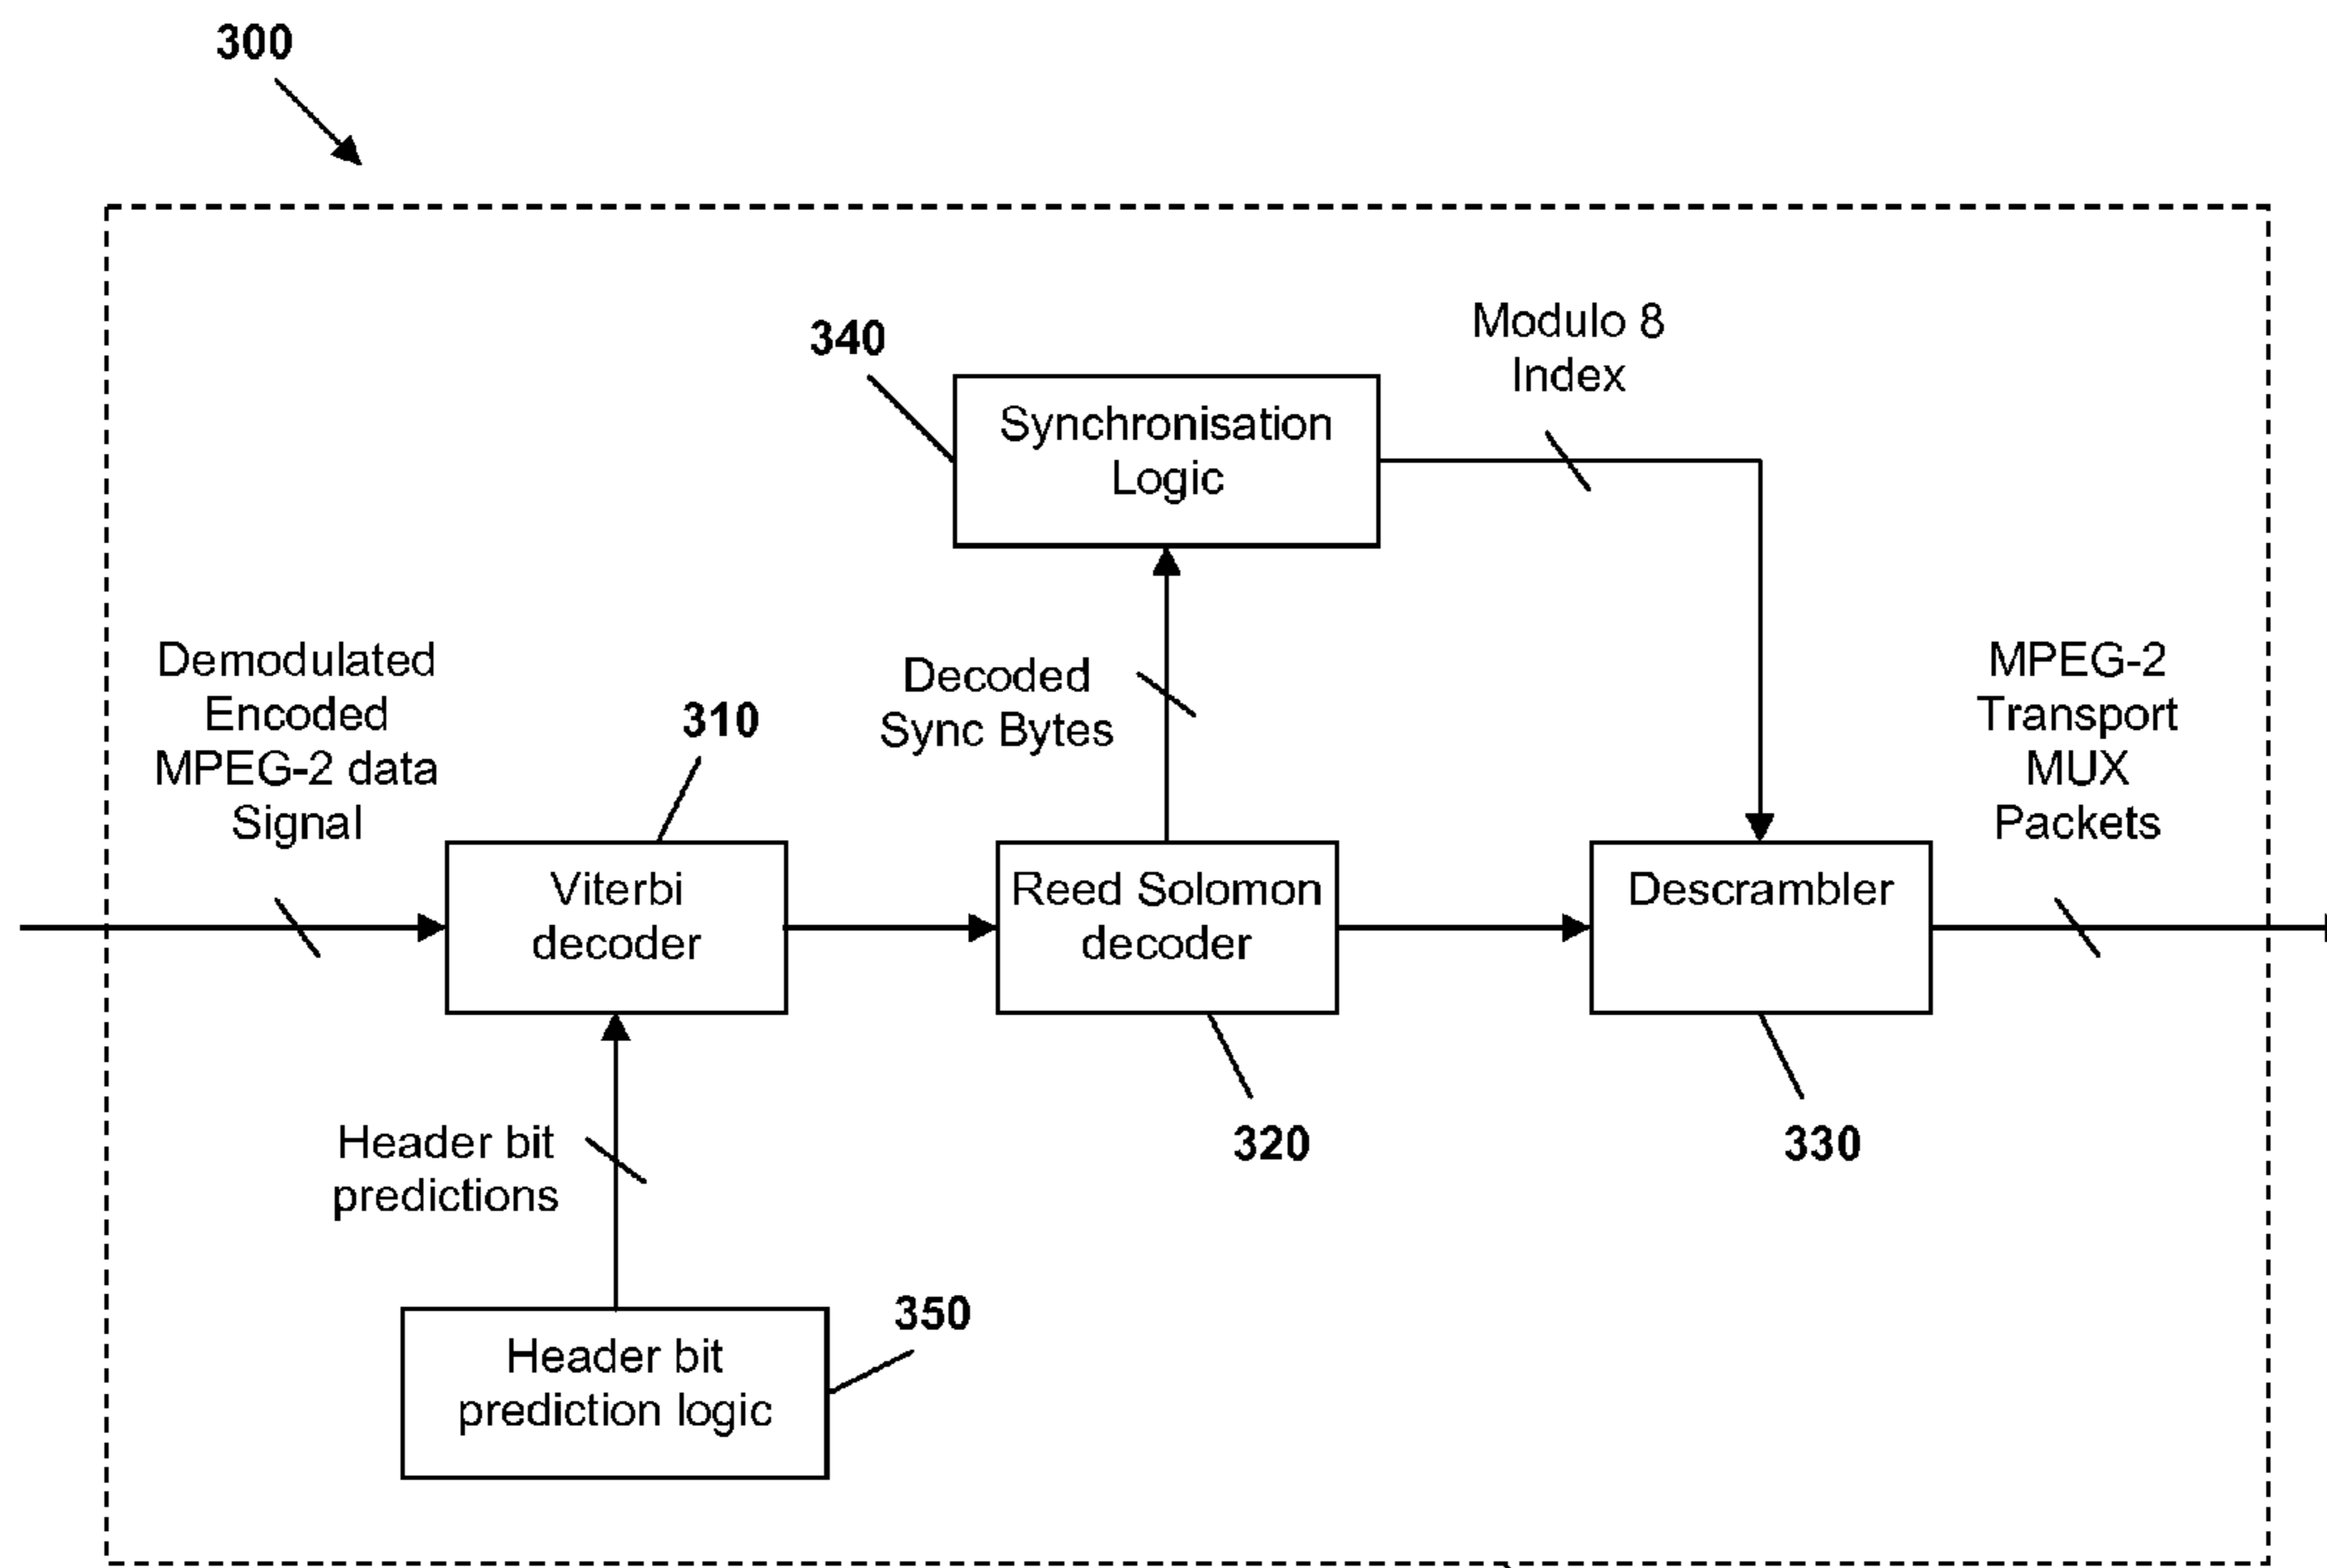 300
340
Modulo 8
Index
Synchronisation
Logic
Demodulated
Encoded
MPEG-2 data
Signal
310
Decoded
Sync Bytes
MPEG-2
Transport
MUX
Packets
Viterbi
decoder
Reed Solomon
decoder
Descrambler
Header bit
predictions
320
330
350
Header bit
prediction logic